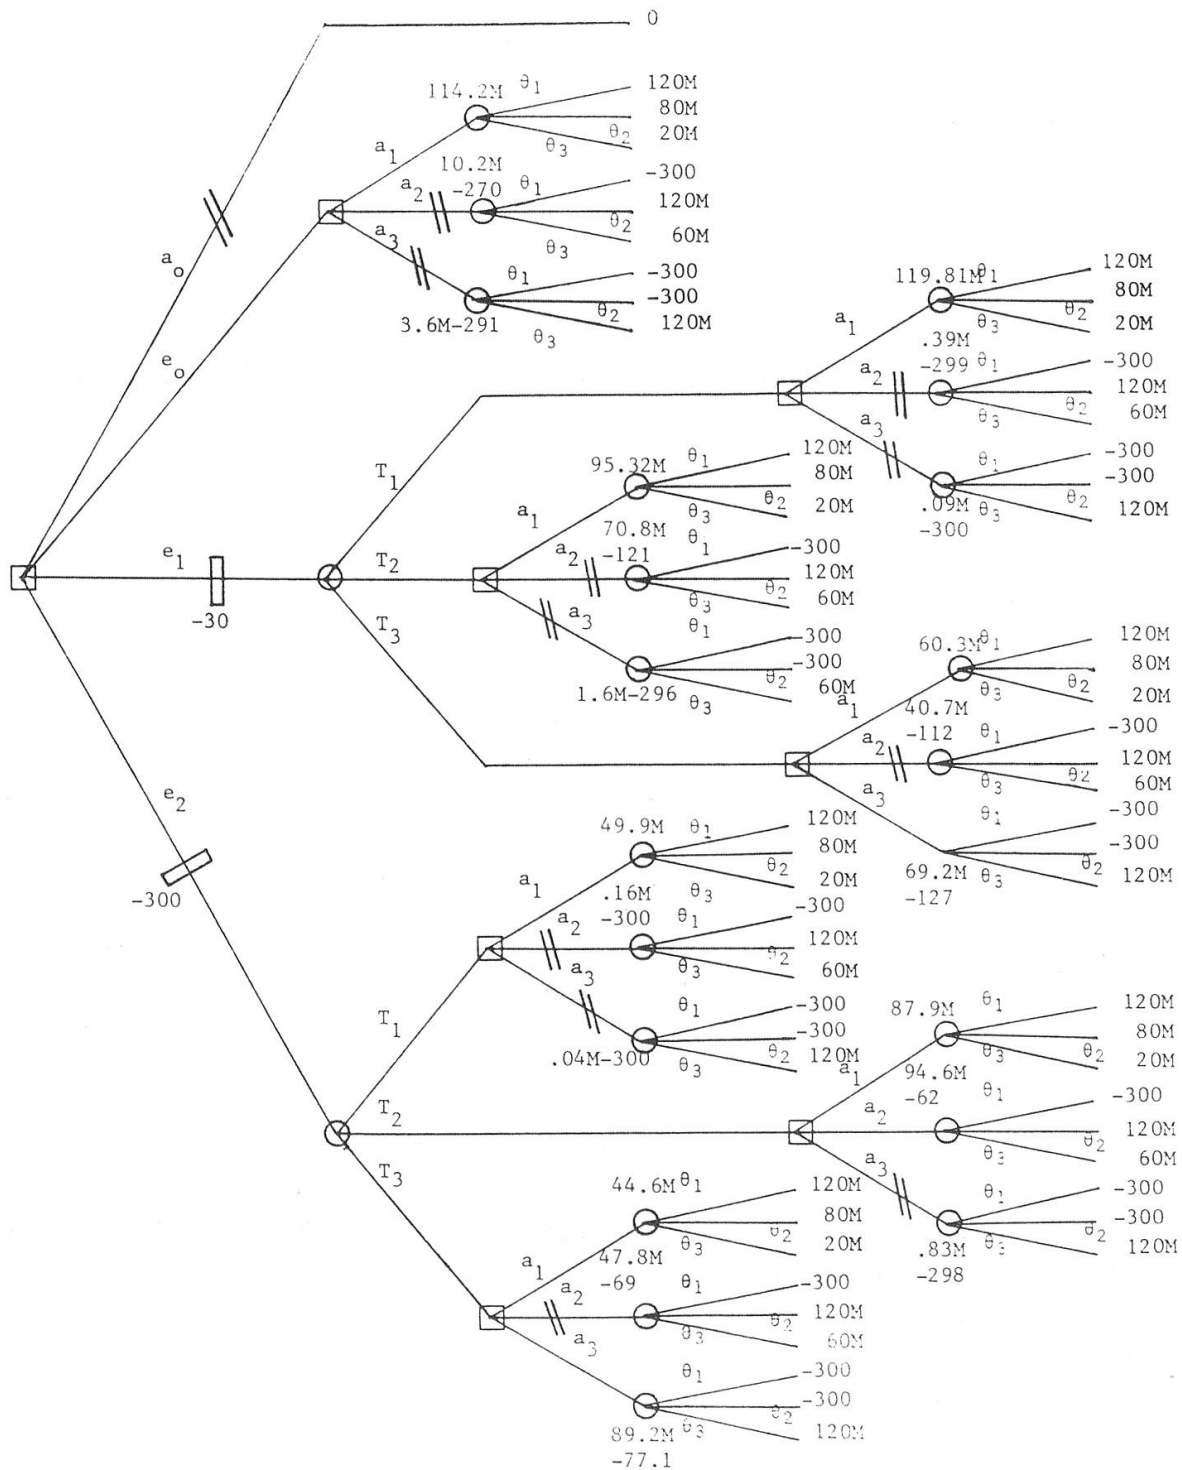 0
114.2M θ1 120M
80M
θ2 20M
a1 θ3
10.2M -300
a2 -270 θ1 120M
θ2
60M
a3 θ3
θ1 -300
-300
θ2 120M
3.6M-291 θ3
a0
e0
119.81M θ1 120M
80M
θ2
a1 θ3 20M
.39M
-299 θ1 -300
a2 120M
θ2
θ3 60M
a3 θ1 -300
-300
θ2
.09M θ3 120M
-300
T1
95.32M θ1 120M
80M
θ2
a1 θ3 20M
70.8M θ1
-121 -300
a2 120M
θ2
θ3 60M
a3 θ1 -300
-300
θ2 60M
1.6M-296 θ3
e1 T2
-30
T3
60.3M θ1 120M
80M
θ2
a1 θ3 20M
40.7M
-112 θ1 -300
a2 120M
θ2
θ3 60M
a3 θ1 -300
-300
θ2
69.2M θ3 120M
-127
e2
-300
49.9M θ1 120M
80M
θ2
a1 20M
.16M θ3
-300 θ1 -300
a2 120M
θ2
θ3 60M
a3 θ1 -300
-300
θ2 120M
.04M-300 θ3
T1
87.9M θ1 120M
80M
θ3 θ2
a1 20M
94.6M
-62 θ1 -300
a2 120M
θ2
θ3 60M
a3 θ1 -300
-300
θ2
.83M θ3 120M
-298
T2
T3
44.6M θ1 120M
80M
θ2
a1 θ3 20M
47.8M
-69 θ1 -300
a2 120M
θ2
a3 θ3 60M
θ1 -300
-300
θ2
89.2M θ3 120M
-77.1